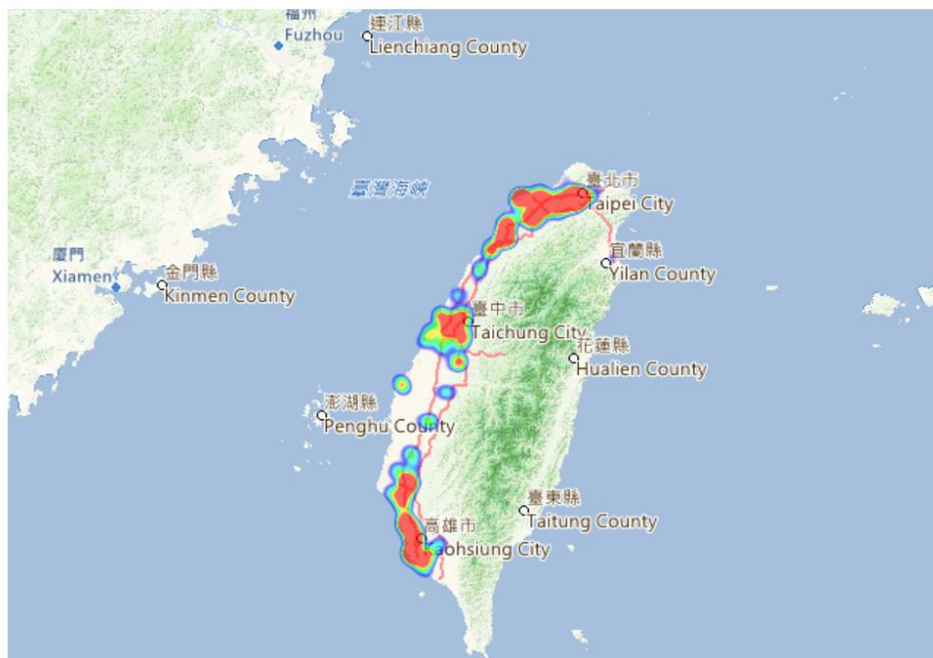 福州
Fuzhou
連江縣
Lienchiang County
臺灣海峽
臺北市
Taipei City
廈門
Xiamen
金門縣
Kinmen County
宜蘭縣
Yilan County
臺中市
Taichung City
花蓮縣
Hualien County
澎湖縣
Penghu County
臺東縣
Taitung County
高雄市
Kaohsiung City